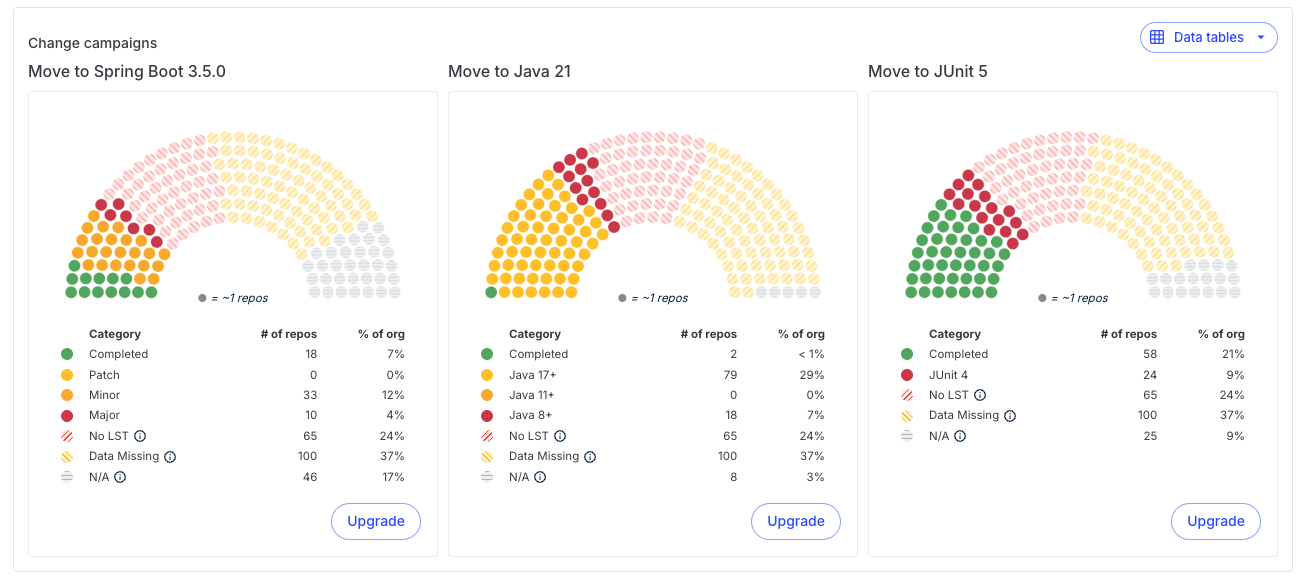 Change campaigns
Data tables
Move to Spring Boot 3.5.0
= ~1 repos
Category # of repos % of org
Completed 18 7%
Patch 0 0%
Minor 33 12%
Major 10 4%
No LST 65 24%
Data Missing 100 37%
N/A 46 17%
Upgrade
Move to Java 21
= ~1 repos
Category # of repos % of org
Completed 2 < 1%
Java 17+ 79 29%
Java 11+ 0 0%
Java 8+ 18 7%
No LST 65 24%
Data Missing 100 37%
N/A 8 3%
Upgrade
Move to JUnit 5
= ~1 repos
Category # of repos % of org
Completed 58 21%
JUnit 4 24 9%
No LST 65 24%
Data Missing 100 37%
N/A 25 9%
Upgrade